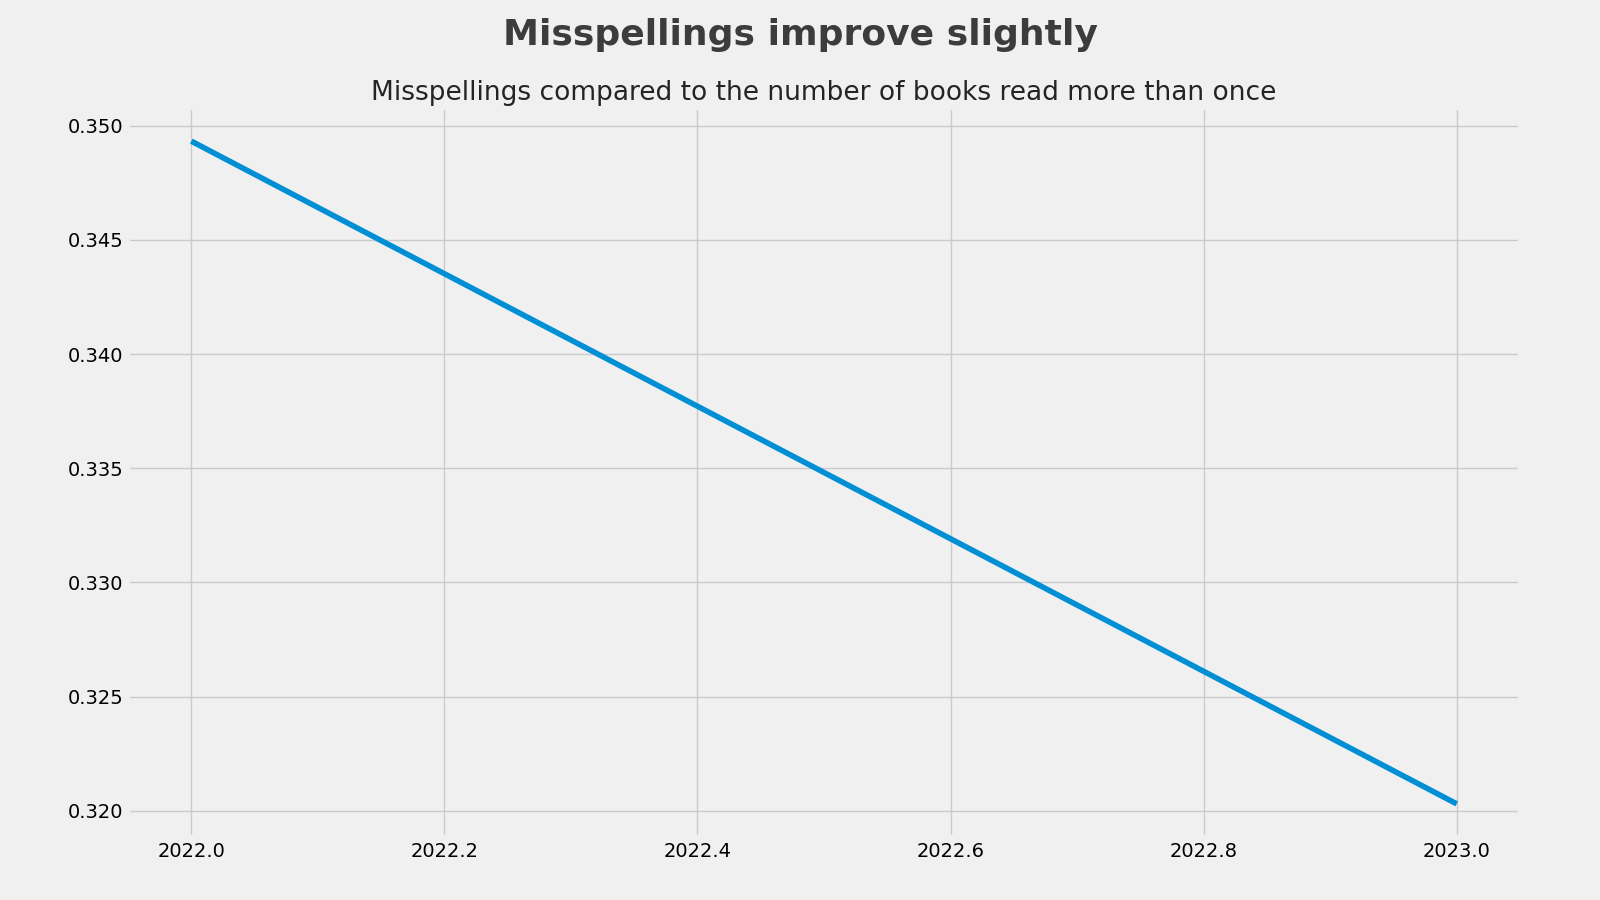 Misspellings improve slightly
Misspellings compared to the number of books read more than once
0.350
0.345
0.340
0.335
0.330
0.325
0.320
2022.0 2022.2 2022.4 2022.6 2022.8 2023.0